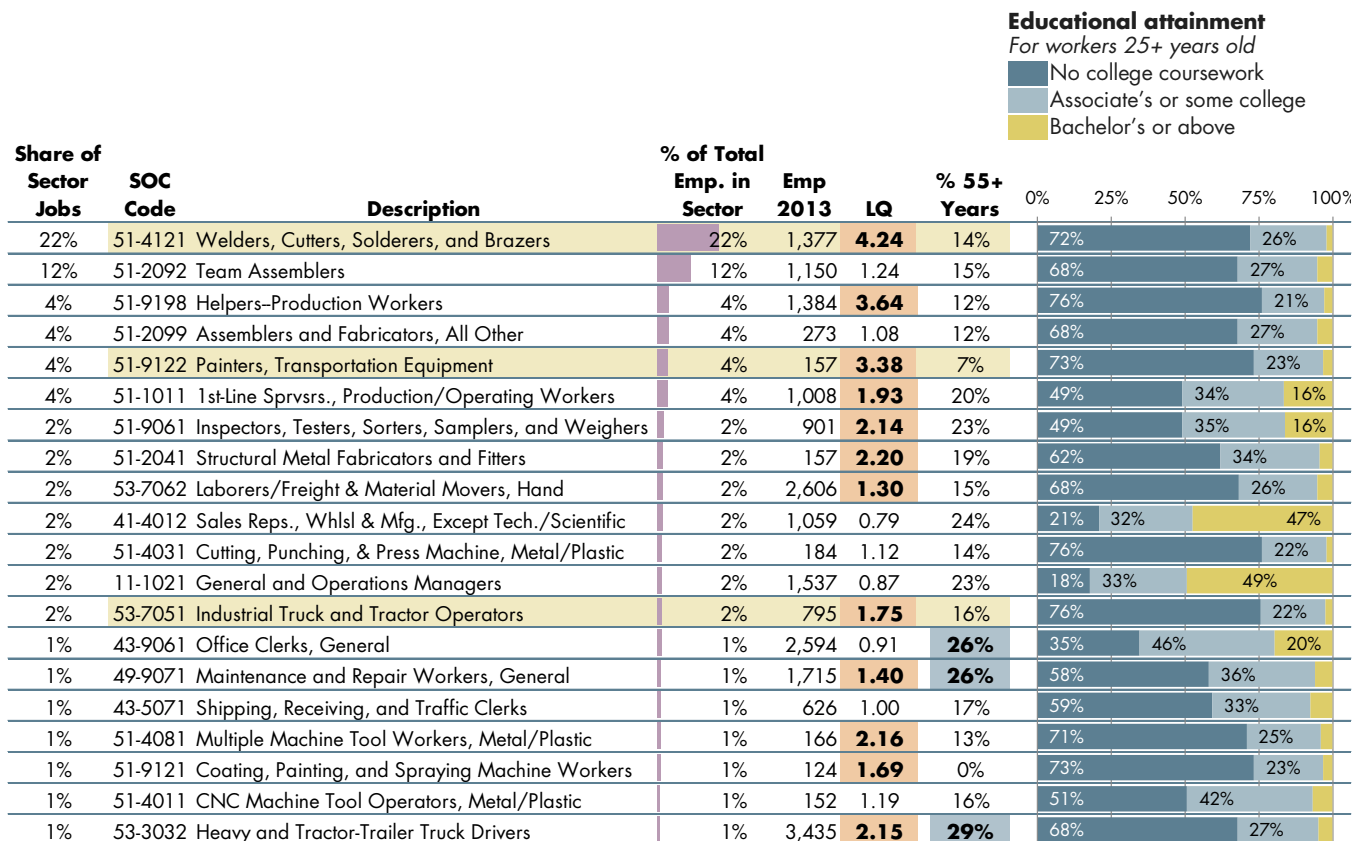 Educational attainment
For workers 25+ years old
No college coursework
Associate's or some college
Bachelor's or above
Share of Sector Jobs SOC Code Description % of Total Emp. in Sector Emp 2013 LQ % 55+ Years 0% 25% 50% 75% 100%
22% 51-4121 Welders, Cutters, Solderers, and Brazers 22% 1,377 4.24 14% 72% 26%
12% 51-2092 Team Assemblers 12% 1,150 1.24 15% 68% 27%
4% 51-9198 Helpers–Production Workers 4% 1,384 3.64 12% 76% 21%
4% 51-2099 Assemblers and Fabricators, All Other 4% 273 1.08 12% 68% 27%
4% 51-9122 Painters, Transportation Equipment 4% 157 3.38 7% 73% 23%
4% 51-1011 1st-Line Sprvsrs., Production/Operating Workers 4% 1,008 1.93 20% 49% 34% 16%
2% 51-9061 Inspectors, Testers, Sorters, Samplers, and Weighers 2% 901 2.14 23% 49% 35% 16%
2% 51-2041 Structural Metal Fabricators and Fitters 2% 157 2.20 19% 62% 34%
2% 53-7062 Laborers/Freight & Material Movers, Hand 2% 2,606 1.30 15% 68% 26%
2% 41-4012 Sales Reps., Whlsl & Mfg., Except Tech./Scientific 2% 1,059 0.79 24% 21% 32% 47%
2% 51-4031 Cutting, Punching, & Press Machine, Metal/Plastic 2% 184 1.12 14% 76% 22%
2% 11-1021 General and Operations Managers 2% 1,537 0.87 23% 18% 33% 49%
2% 53-7051 Industrial Truck and Tractor Operators 2% 795 1.75 16% 76% 22%
1% 43-9061 Office Clerks, General 1% 2,594 0.91 26% 35% 46% 20%
1% 49-9071 Maintenance and Repair Workers, General 1% 1,715 1.40 26% 58% 36%
1% 43-5071 Shipping, Receiving, and Traffic Clerks 1% 626 1.00 17% 59% 33%
1% 51-4081 Multiple Machine Tool Workers, Metal/Plastic 1% 166 2.16 13% 71% 25%
1% 51-9121 Coating, Painting, and Spraying Machine Workers 1% 124 1.69 0% 73% 23%
1% 51-4011 CNC Machine Tool Operators, Metal/Plastic 1% 152 1.19 16% 51% 42%
1% 53-3032 Heavy and Tractor-Trailer Truck Drivers 1% 3,435 2.15 29% 68% 27%